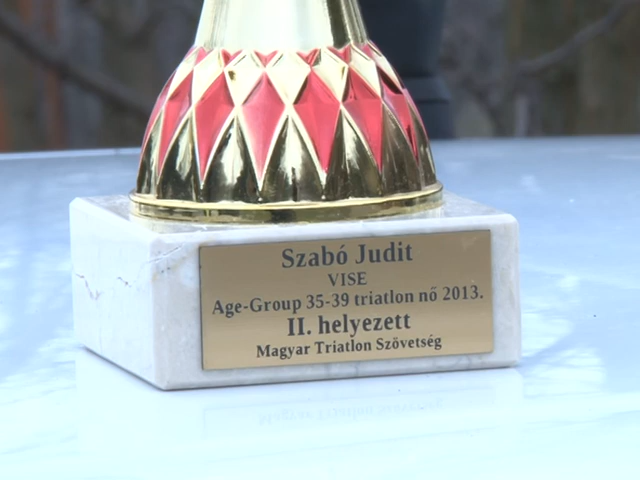 Szabó Judit
VISE
Age-Group 35-39 triatlon nő 2013.
II. helyezett
Magyar Triatlon Szövetség